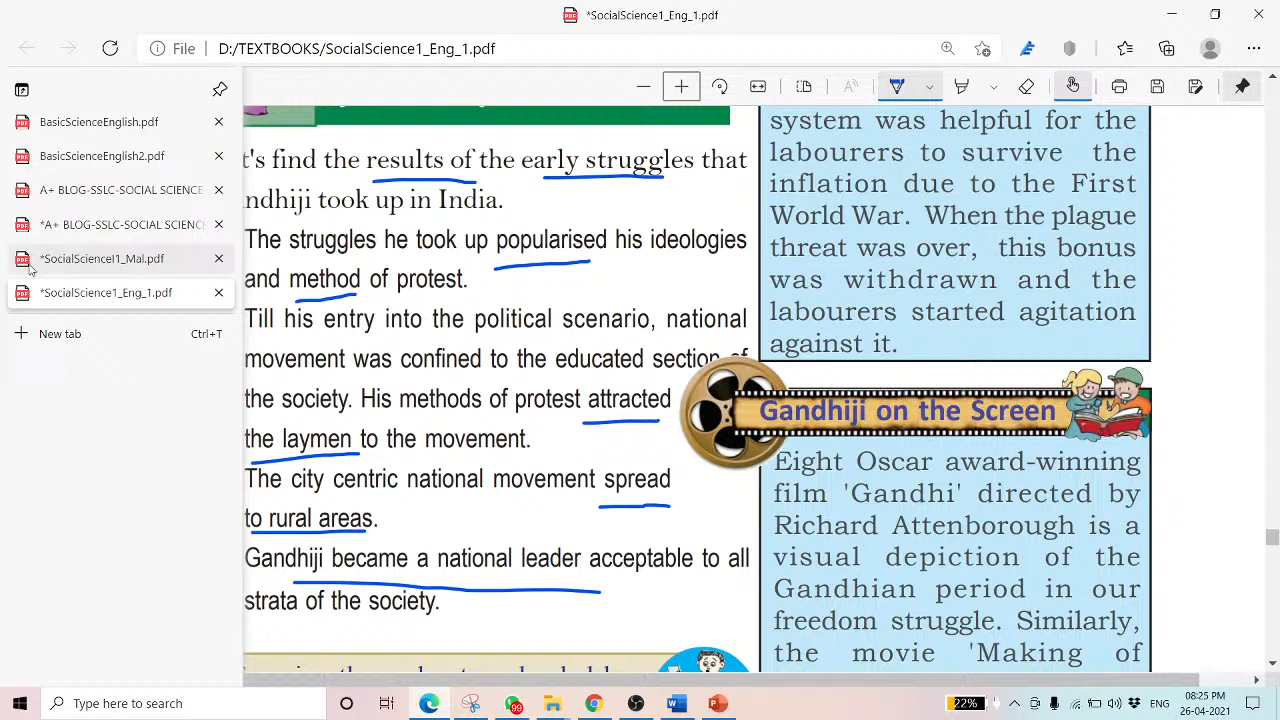 *SocialScience1_Eng_1.pdf
File
D:/TEXTBOOKS/SocialScience1_Eng_1.pdf
BasicScienceEnglish.pdf
BasicScienceEnglish2.pdf
A+ BLOG-SSLC-SOCIAL SCIENCE
*A+ BLOG-SSLC-SOCIAL SCIENC
*SocialScienceI1_Mal.pdf
*SocialScience1_Eng_1.pdf
New tab Ctrl+T
t's find the results of the early struggles that
ndhiji took up in India.
The struggles he took up popularised his ideologies
and method of protest.
Till his entry into the political scenario, national
movement was confined to the educated section of
the society. His methods of protest attracted
the laymen to the movement.
The city centric national movement spread
to rural areas.
Gandhiji became a national leader acceptable to all
strata of the society.
system was helpful for the
labourers to survive the
inflation due to the First
World War. When the plague
threat was over, this bonus
was withdrawn and the
labourers started agitation
against it.
Gandhiji on the Screen
Eight Oscar award-winning
film 'Gandhi' directed by
Richard Attenborough is a
visual depiction of the
Gandhian period in our
freedom struggle. Similarly,
the movie 'Making of
Type here to search
99
22%
ENG
08:25 PM
26-04-2021
2